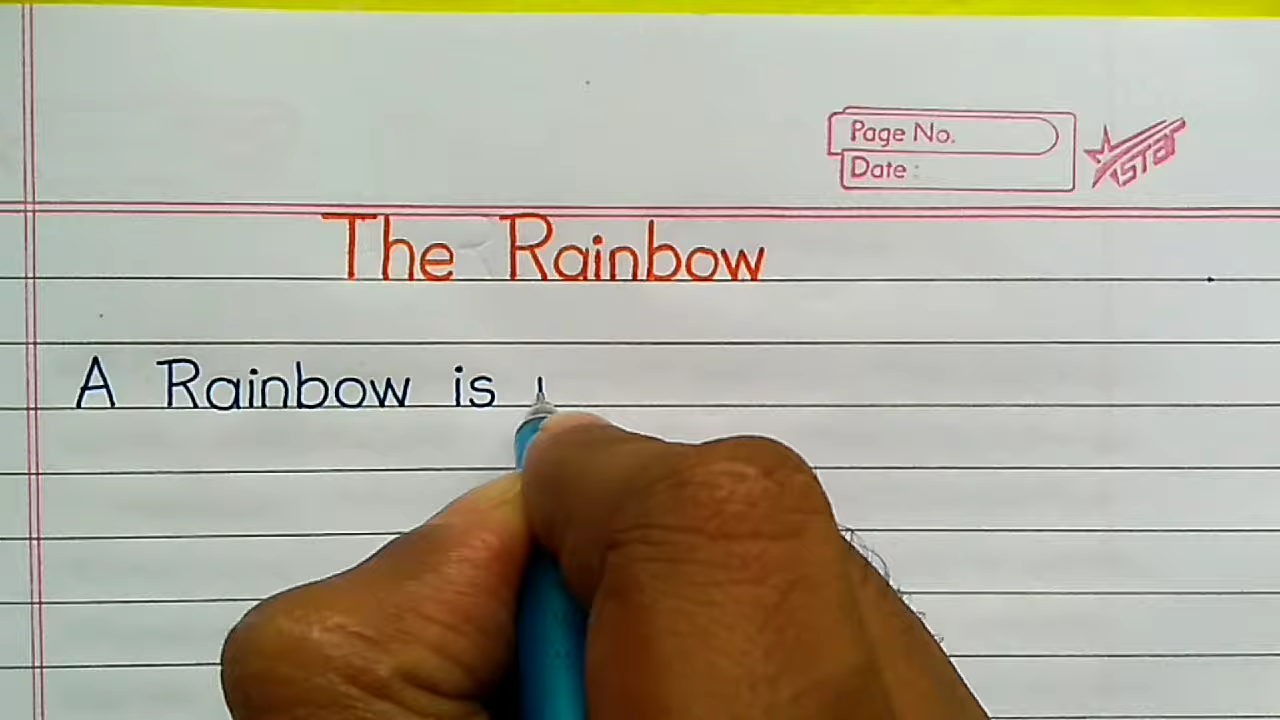 Page No.
Date :
Star
The Rainbow
A Rainbow is